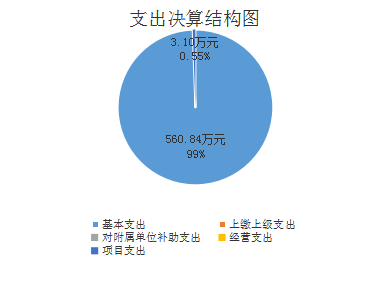 支出决算结构图
3.10万元
0.55%
560.84万元
99%
基本支出 上缴上级支出
对附属单位补助支出 经营支出
项目支出